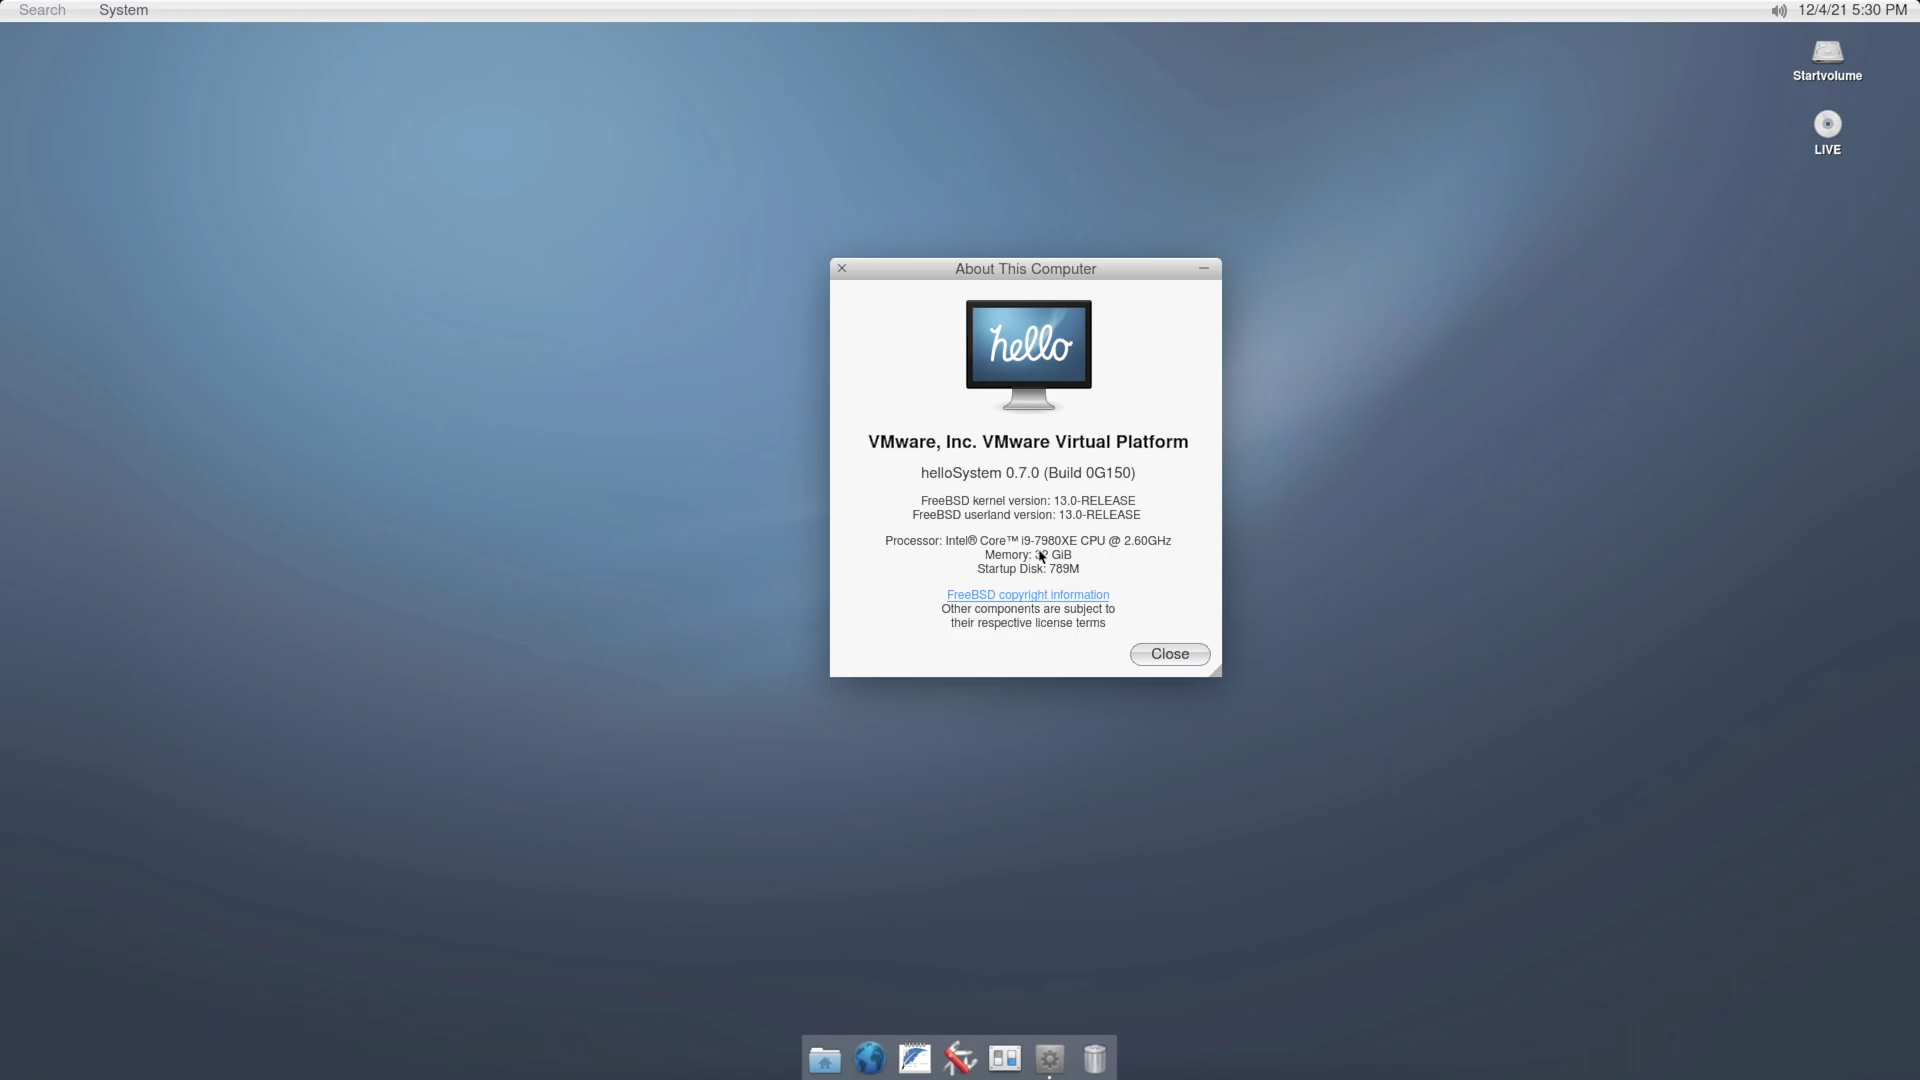 Search System 12/4/21 5:30 PM
Startvolume
LIVE
About This Computer
hello
VMware, Inc. VMware Virtual Platform
helloSystem 0.7.0 (Build 0G150)
FreeBSD kernel version: 13.0-RELEASE
FreeBSD userland version: 13.0-RELEASE
Processor: Intel® Core™ i9-7980XE CPU @ 2.60GHz
Memory: GiB
Startup Disk: 789M
FreeBSD copyright information
Other components are subject to
their respective license terms
Close